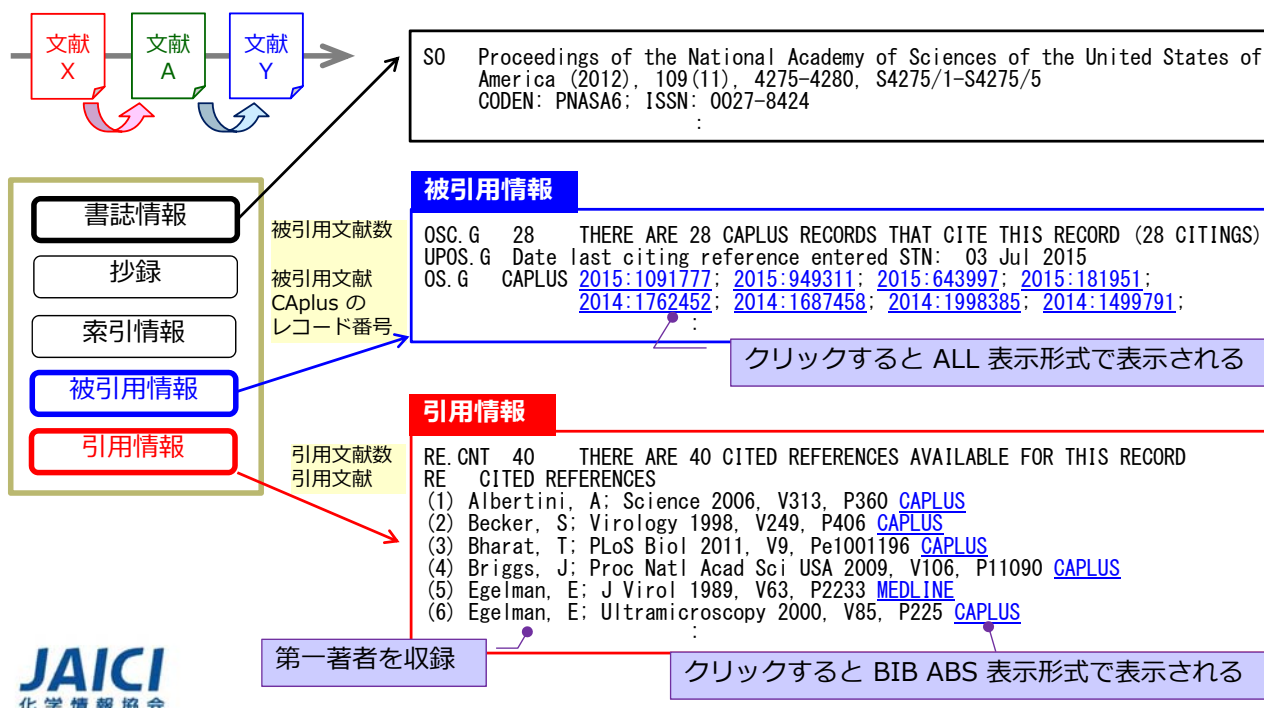 文献
X
文献
A
文献
Y
SO Proceedings of the National Academy of Sciences of the United States of
America (2012), 109(11), 4275-4280, S4275/1-S4275/5
CODEN: PNASA6; ISSN: 0027-8424
:
書誌情報
抄録
索引情報
被引用情報
引用情報
被引用情報
被引用文献数
被引用文献
CAplus の
レコード番号
OSC.G 28 THERE ARE 28 CAPLUS RECORDS THAT CITE THIS RECORD (28 CITINGS)
UPOS.G Date last citing reference entered STN: 03 Jul 2015
OS.G CAPLUS 2015:1091777; 2015:949311; 2015:643997; 2015:181951;
2014:1762452; 2014:1687458; 2014:1998385; 2014:1499791;
:
クリックすると ALL 表示形式で表示される
引用情報
引用文献数
引用文献
RE.CNT 40 THERE ARE 40 CITED REFERENCES AVAILABLE FOR THIS RECORD
RE CITED REFERENCES
(1) Albertini, A; Science 2006, V313, P360 CAPLUS
(2) Becker, S; Virology 1998, V249, P406 CAPLUS
(3) Bharat, T; PLoS Biol 2011, V9, Pe1001196 CAPLUS
(4) Briggs, J; Proc Natl Acad Sci USA 2009, V106, P11090 CAPLUS
(5) Egelman, E; J Virol 1989, V63, P2233 MEDLINE
(6) Egelman, E; Ultramicroscopy 2000, V85, P225 CAPLUS
:
第一著者を収録
クリックすると BIB ABS 表示形式で表示される
JAICI
化学情報協会